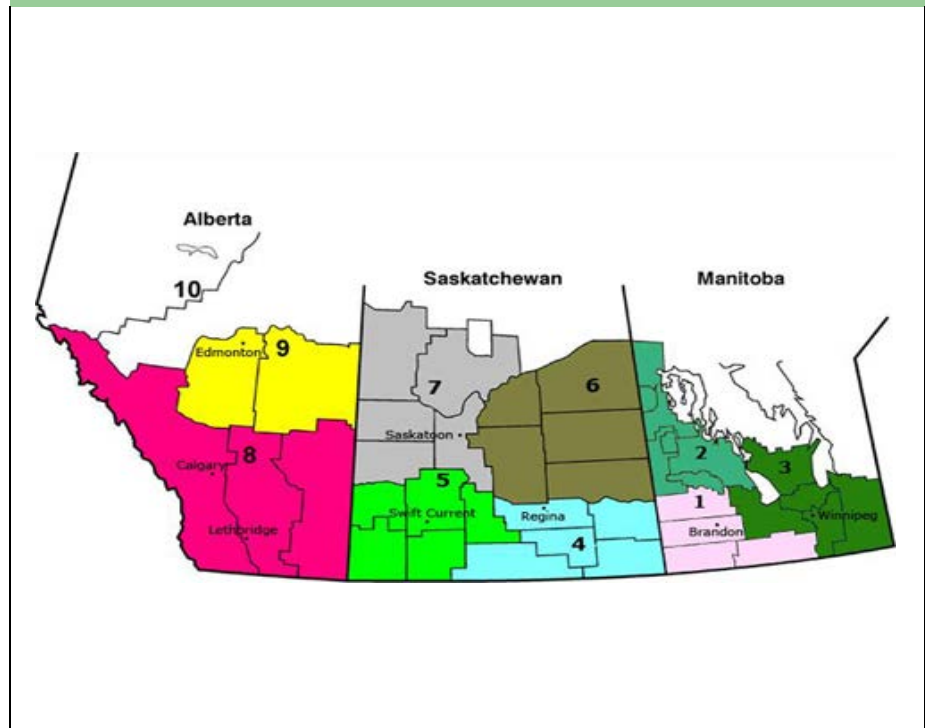 Alberta
Saskatchewan
Manitoba
10
Edmonton
9
7
6
Saskatoon
Calgary
8
2
3
5
1
Swift Current
Regina
Winnipeg
Lethbridge
4
Brandon